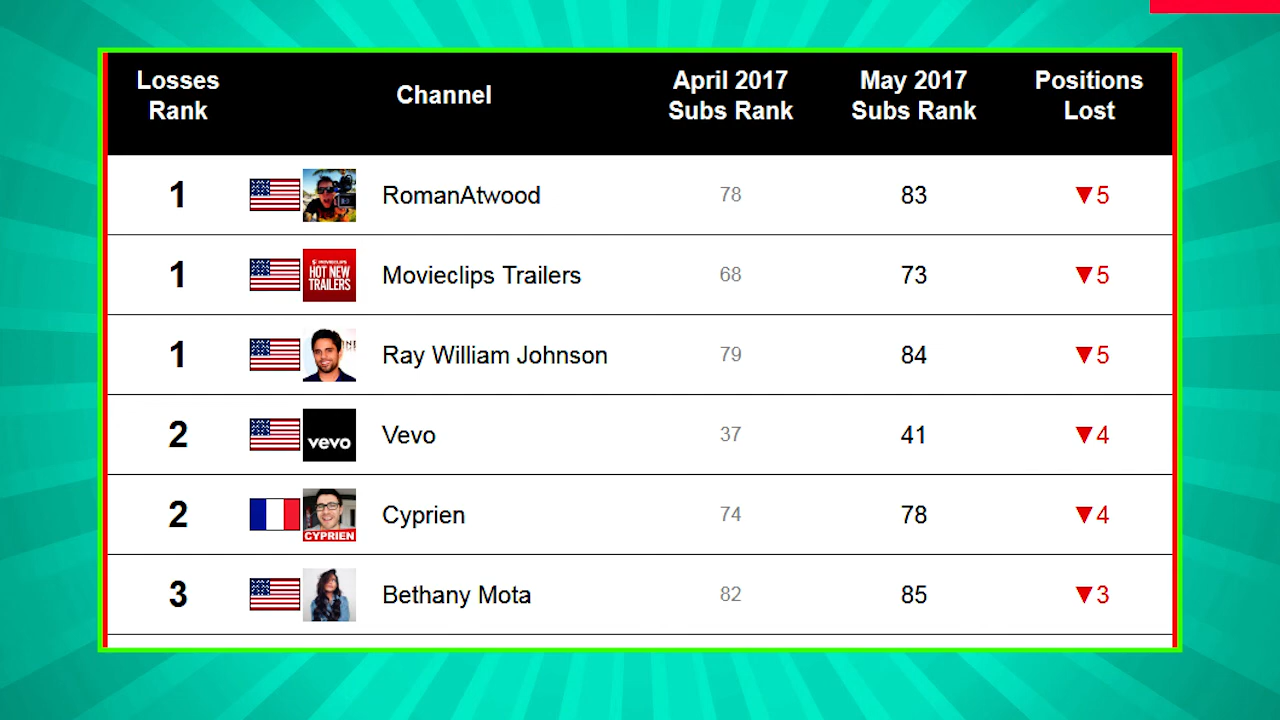 Losses Rank Channel April 2017 Subs Rank May 2017 Subs Rank Positions Lost
1 MOVIECLIPS RomanAtwood 78 83 ▼5
1 HOT NEW TRAILERS Movieclips Trailers 68 73 ▼5
1 Ray William Johnson 79 84 ▼5
2 vevo Vevo 37 41 ▼4
2 CYPRIEN Cyprien 74 78 ▼4
3 Bethany Mota 82 85 ▼3